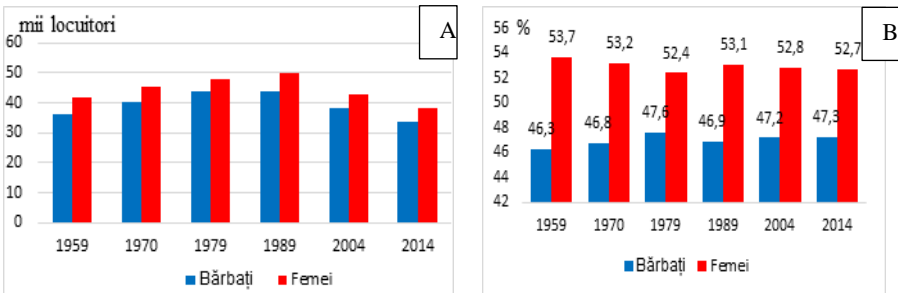 mii locuitori
A
60
50
40
30
20
10
0
1959 1970 1979 1989 2004 2014
Bărbați Femei
B
56 %
54
52
50
48
46
44
42
53,7 53,2 52,4 53,1 52,8 52,7
46,3 46,8 47,6 46,9 47,2 47,3
1959 1970 1979 1989 2004 2014
Bărbați Femei